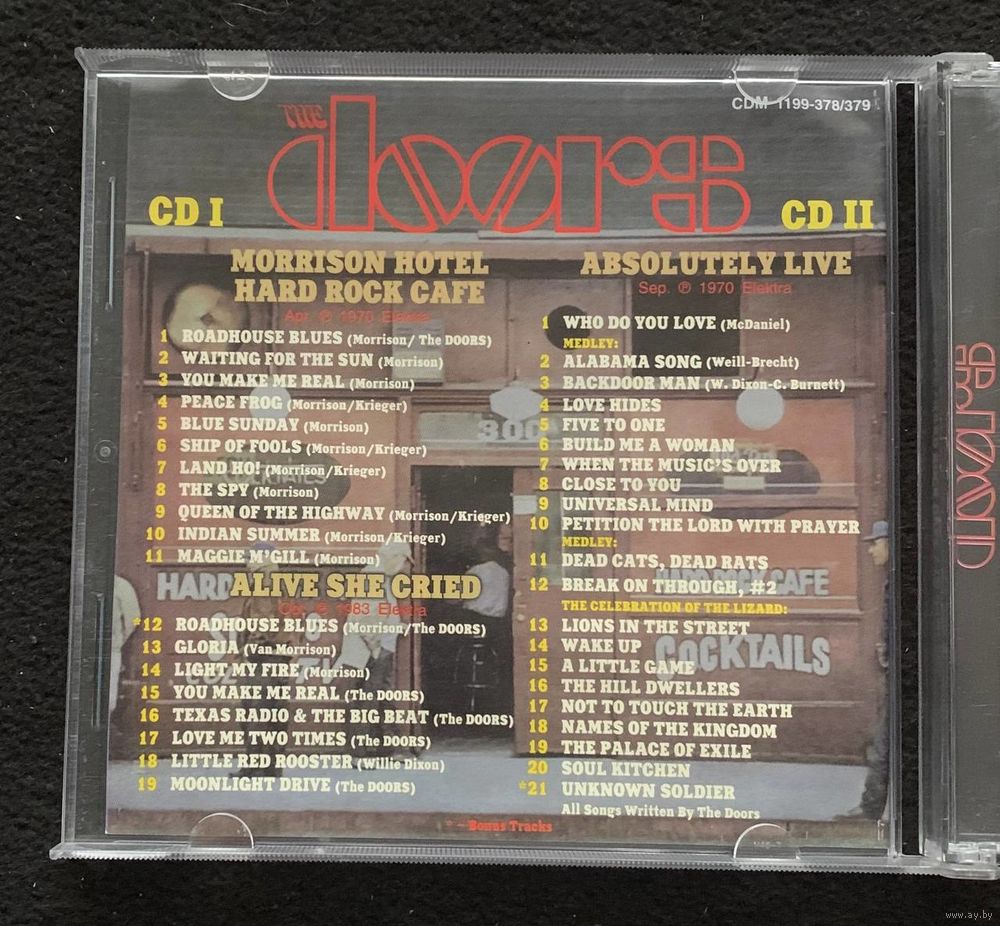 CDM 1199-378/379
THE
doors
CD I
CD II
MORRISON HOTEL
HARD ROCK CAFE
Apr. ℗ 1970 Elektra
1 ROADHOUSE BLUES (Morrison/ The DOORS)
2 WAITING FOR THE SUN (Morrison)
3 YOU MAKE ME REAL (Morrison)
4 PEACE FROG (Morrison/Krieger)
5 BLUE SUNDAY (Morrison)
6 SHIP OF FOOLS (Morrison/Krieger)
7 LAND HO! (Morrison/Krieger)
8 THE SPY (Morrison)
9 QUEEN OF THE HIGHWAY (Morrison/Krieger)
10 INDIAN SUMMER (Morrison/Krieger)
11 MAGGIE M'GILL (Morrison)
ALIVE SHE CRIED
℗ 1983 Elektra
*12 ROADHOUSE BLUES (Morrison/The DOORS)
13 GLORIA (Van Morrison)
14 LIGHT MY FIRE (Morrison)
15 YOU MAKE ME REAL (The DOORS)
16 TEXAS RADIO & THE BIG BEAT (The DOORS)
17 LOVE ME TWO TIMES (The DOORS)
18 LITTLE RED ROOSTER (Willie Dixon)
19 MOONLIGHT DRIVE (The DOORS)
ABSOLUTELY LIVE
Sep. ℗ 1970 Elektra
1 WHO DO YOU LOVE (McDaniel)
MEDLEY:
2 ALABAMA SONG (Weill-Brecht)
3 BACKDOOR MAN (W. Dixon-C. Burnett)
4 LOVE HIDES
5 FIVE TO ONE
6 BUILD ME A WOMAN
7 WHEN THE MUSIC'S OVER
8 CLOSE TO YOU
9 UNIVERSAL MIND
10 PETITION THE LORD WITH PRAYER
MEDLEY:
11 DEAD CATS, DEAD RATS
12 BREAK ON THROUGH, #2
THE CELEBRATION OF THE LIZARD:
13 LIONS IN THE STREET
14 WAKE UP
15 A LITTLE GAME
16 THE HILL DWELLERS
17 NOT TO TOUCH THE EARTH
18 NAMES OF THE KINGDOM
19 THE PALACE OF EXILE
20 SOUL KITCHEN
*21 UNKNOWN SOLDIER
All Songs Written By The Doors
* - Bonus Tracks
300
COCKTAILS
HARD
CAFE
COCKTAILS
www.ay.by